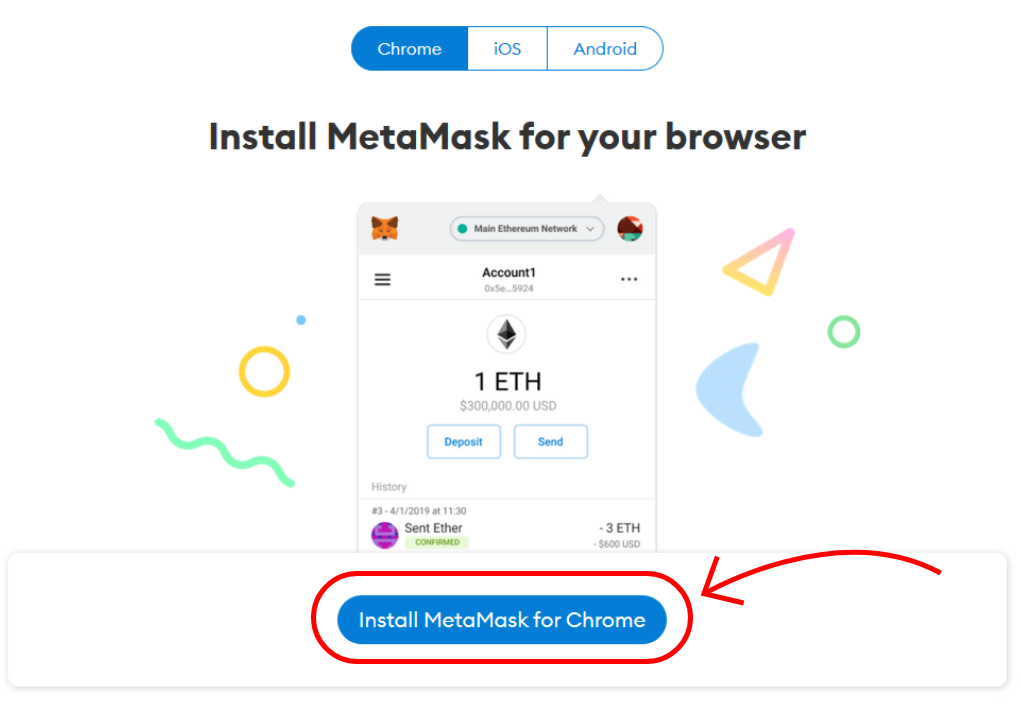 Chrome
iOS
Android
Install MetaMask for your browser
Main Ethereum Network
Account1
0x5e...5924
1 ETH
$300,000.00 USD
Deposit
Send
History
#3 - 4/1/2019 at 11:30
Sent Ether
- 3 ETH
CONFIRMED
- $600 USD
Install MetaMask for Chrome